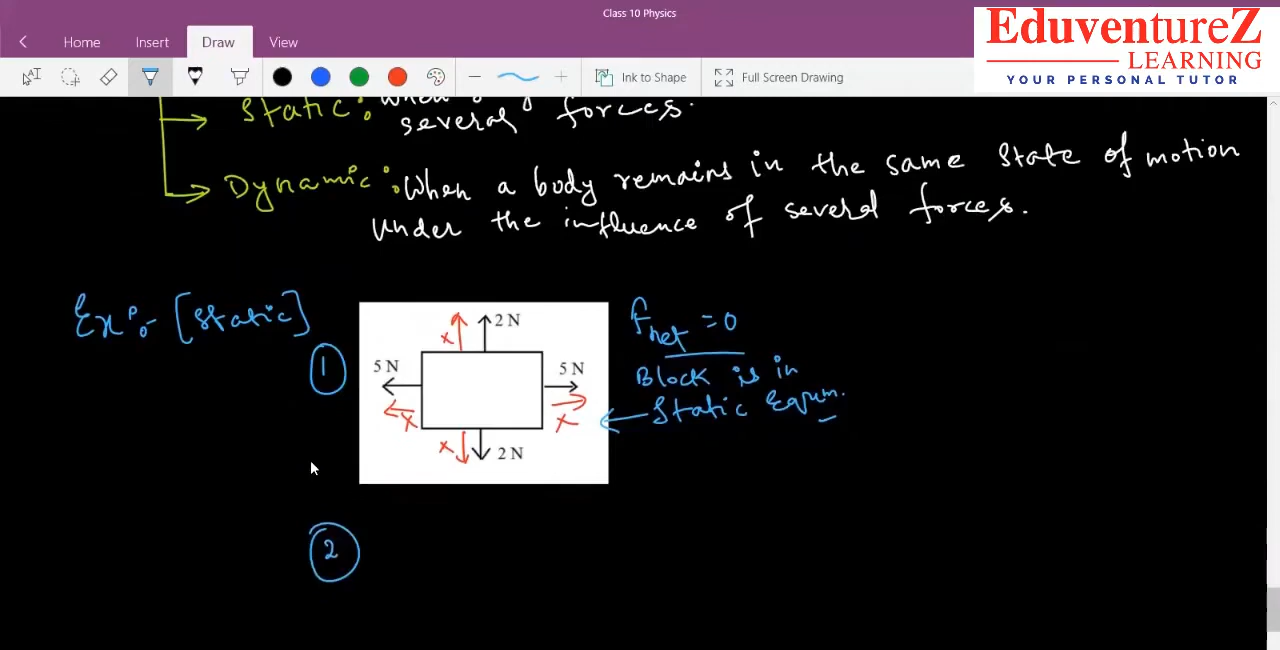 Class 10 Physics
EduventureZ
LEARNING
YOUR PERSONAL TUTOR
Home Insert Draw View
Ink to Shape Full Screen Drawing
Static: When
several forces.
Dynamic: When a body remains in the same State of motion
under the influence of several forces.
Ex:- [Static]
1
2 N
5 N
5 N
2 N
x
x
x
x
Fnet = 0
Block is in
Static Equm.
2